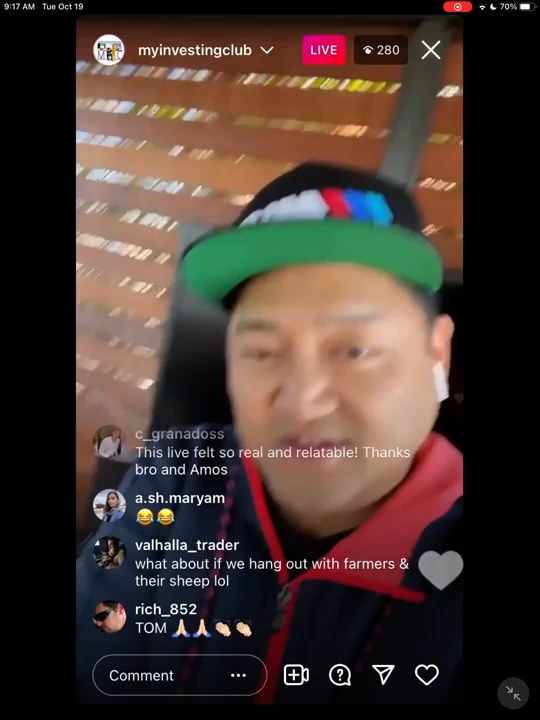 9:17 AM Tue Oct 19
70%
myinvestingclub
LIVE
280
c_granadoss
This live felt so real and relatable! Thanks
bro and Amos
a.sh.maryam
😂😂
valhalla_trader
what about if we hang out with farmers &
their sheep lol
rich_852
TOM 🙏🏻🙏🏻👏🏻👏🏻
Comment